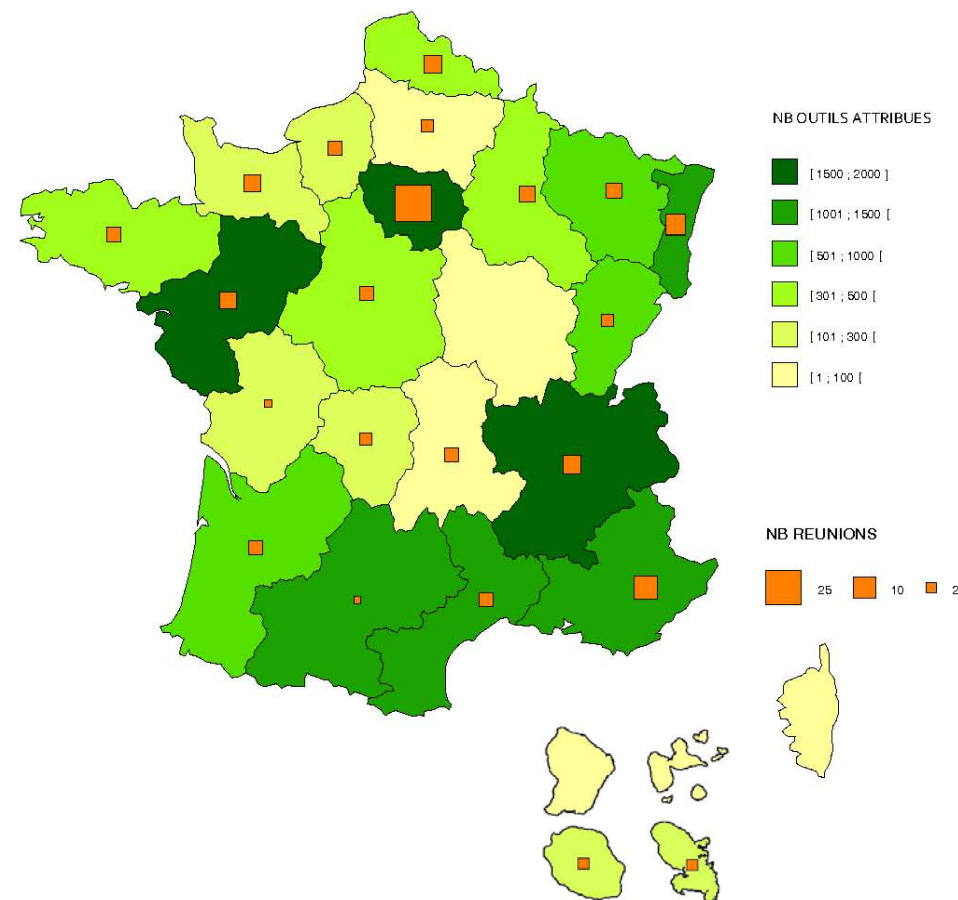 NB OUTILS ATTRIBUES
[ 1500 ; 2000 ]
[ 1001 ; 1500 [
[ 501 ; 1000 [
[ 301 ; 500 [
[ 101 ; 300 [
[ 1 ; 100 [
NB REUNIONS
25 10 2